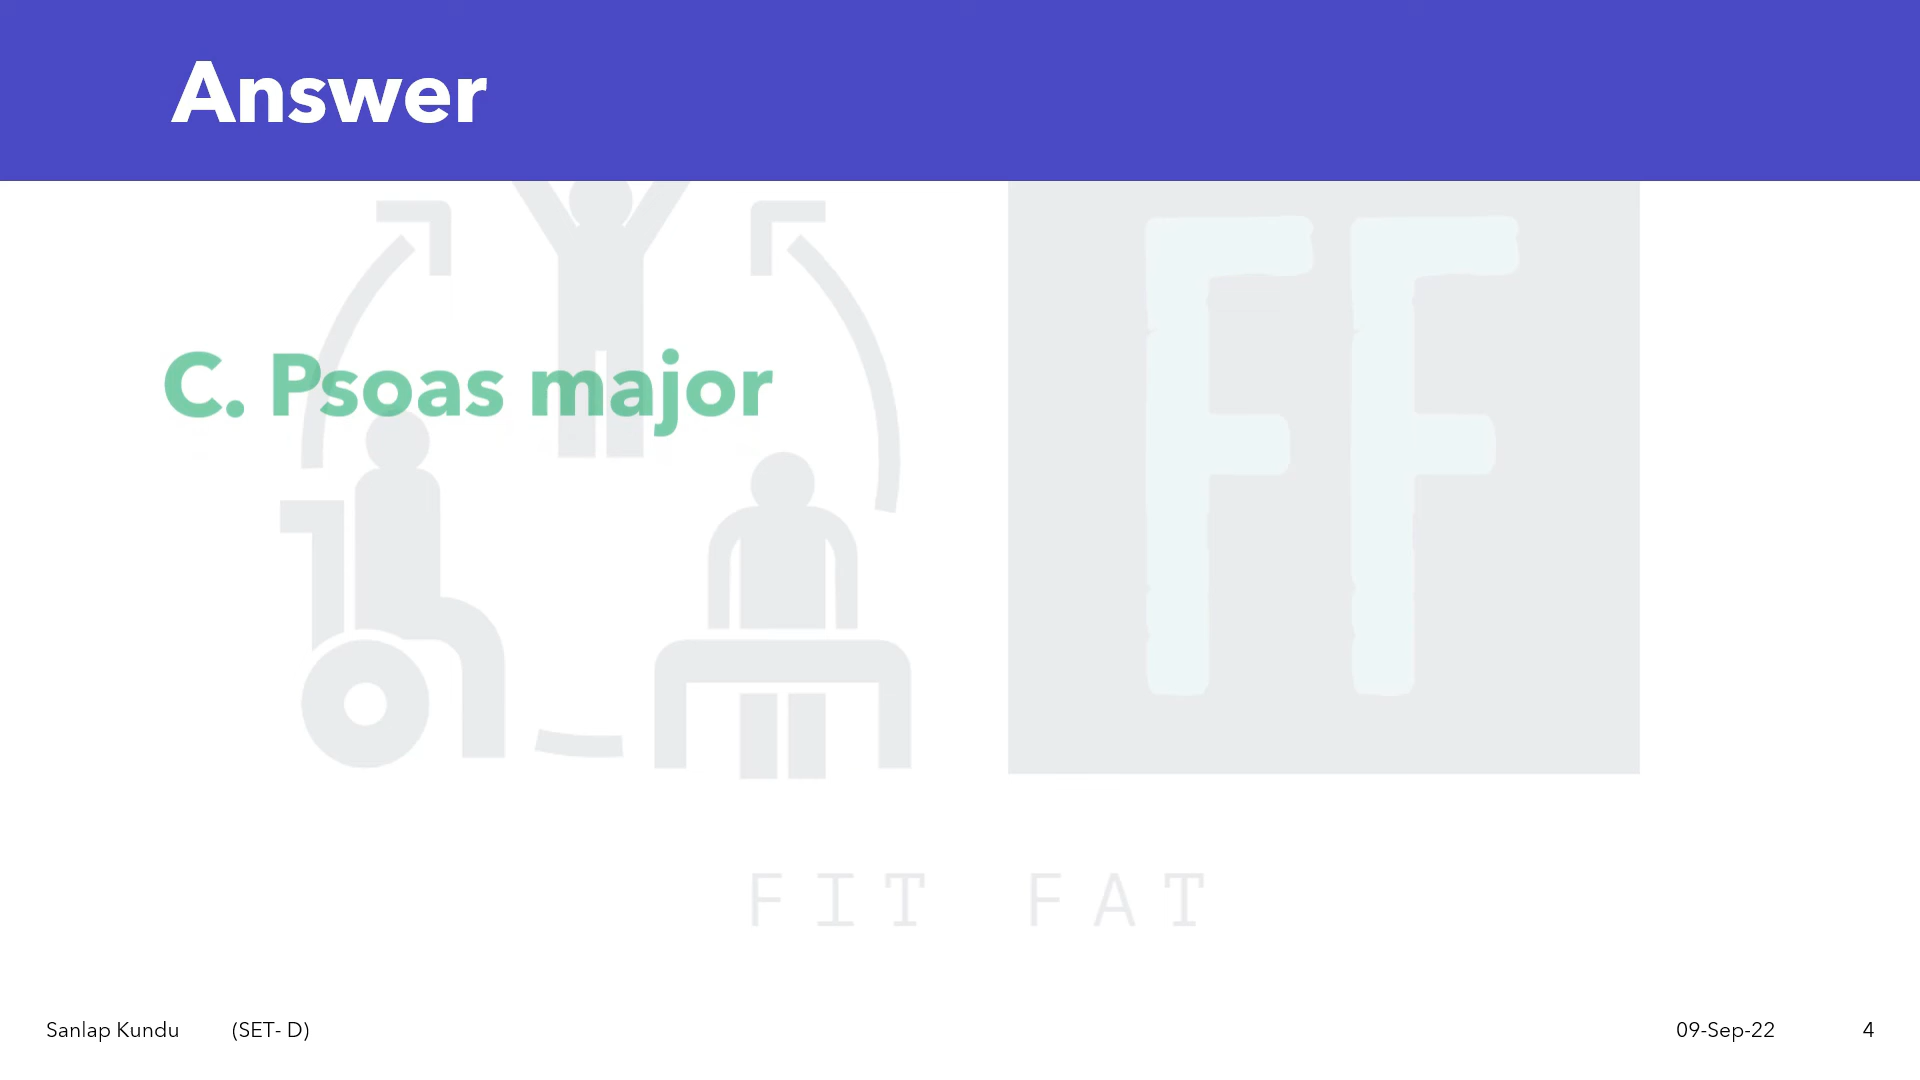 Answer
C. Psoas major
FF
FIT FAT
Sanlap Kundu (SET- D) 09-Sep-22 4